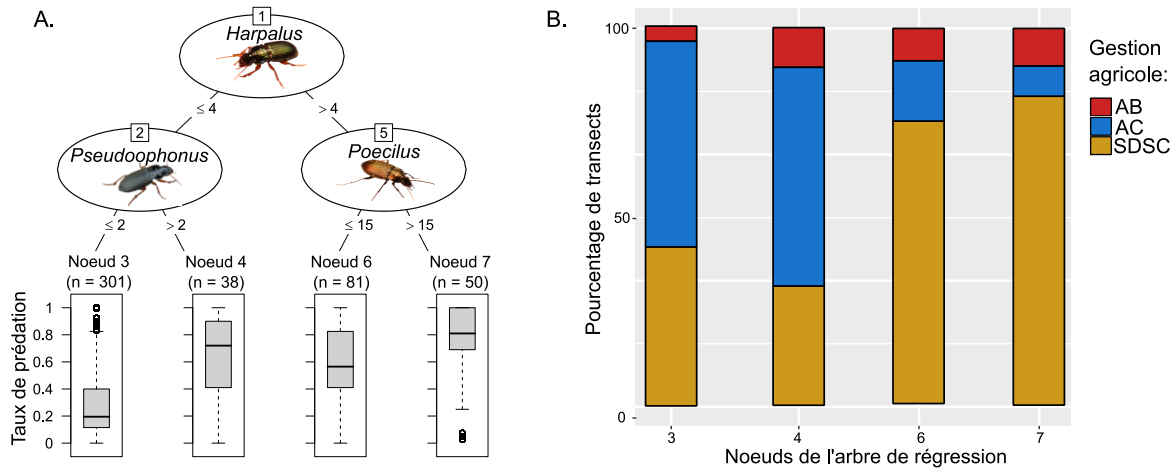 A.
1
Harpalus
≤ 4
> 4
2
Pseudoophonus
5
Poecilus
≤ 2
> 2
≤ 15
> 15
Noeud 3
(n = 301)
Noeud 4
(n = 38)
Noeud 6
(n = 81)
Noeud 7
(n = 50)
Taux de prédation
1
0.8
0.6
0.4
0.2
0
B.
Pourcentage de transects
100
50
0
3
4
6
7
Noeuds de l'arbre de régression
Gestion
agricole:
AB
AC
SDSC